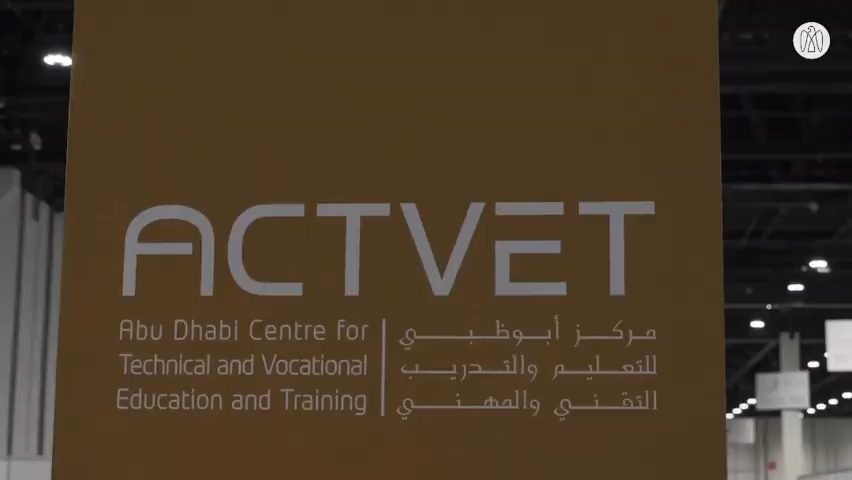 ACTVET
Abu Dhabi Centre for
Technical and Vocational
Education and Training
مركز أبوظبي
للتعليم والتدريب
التقني والمهني